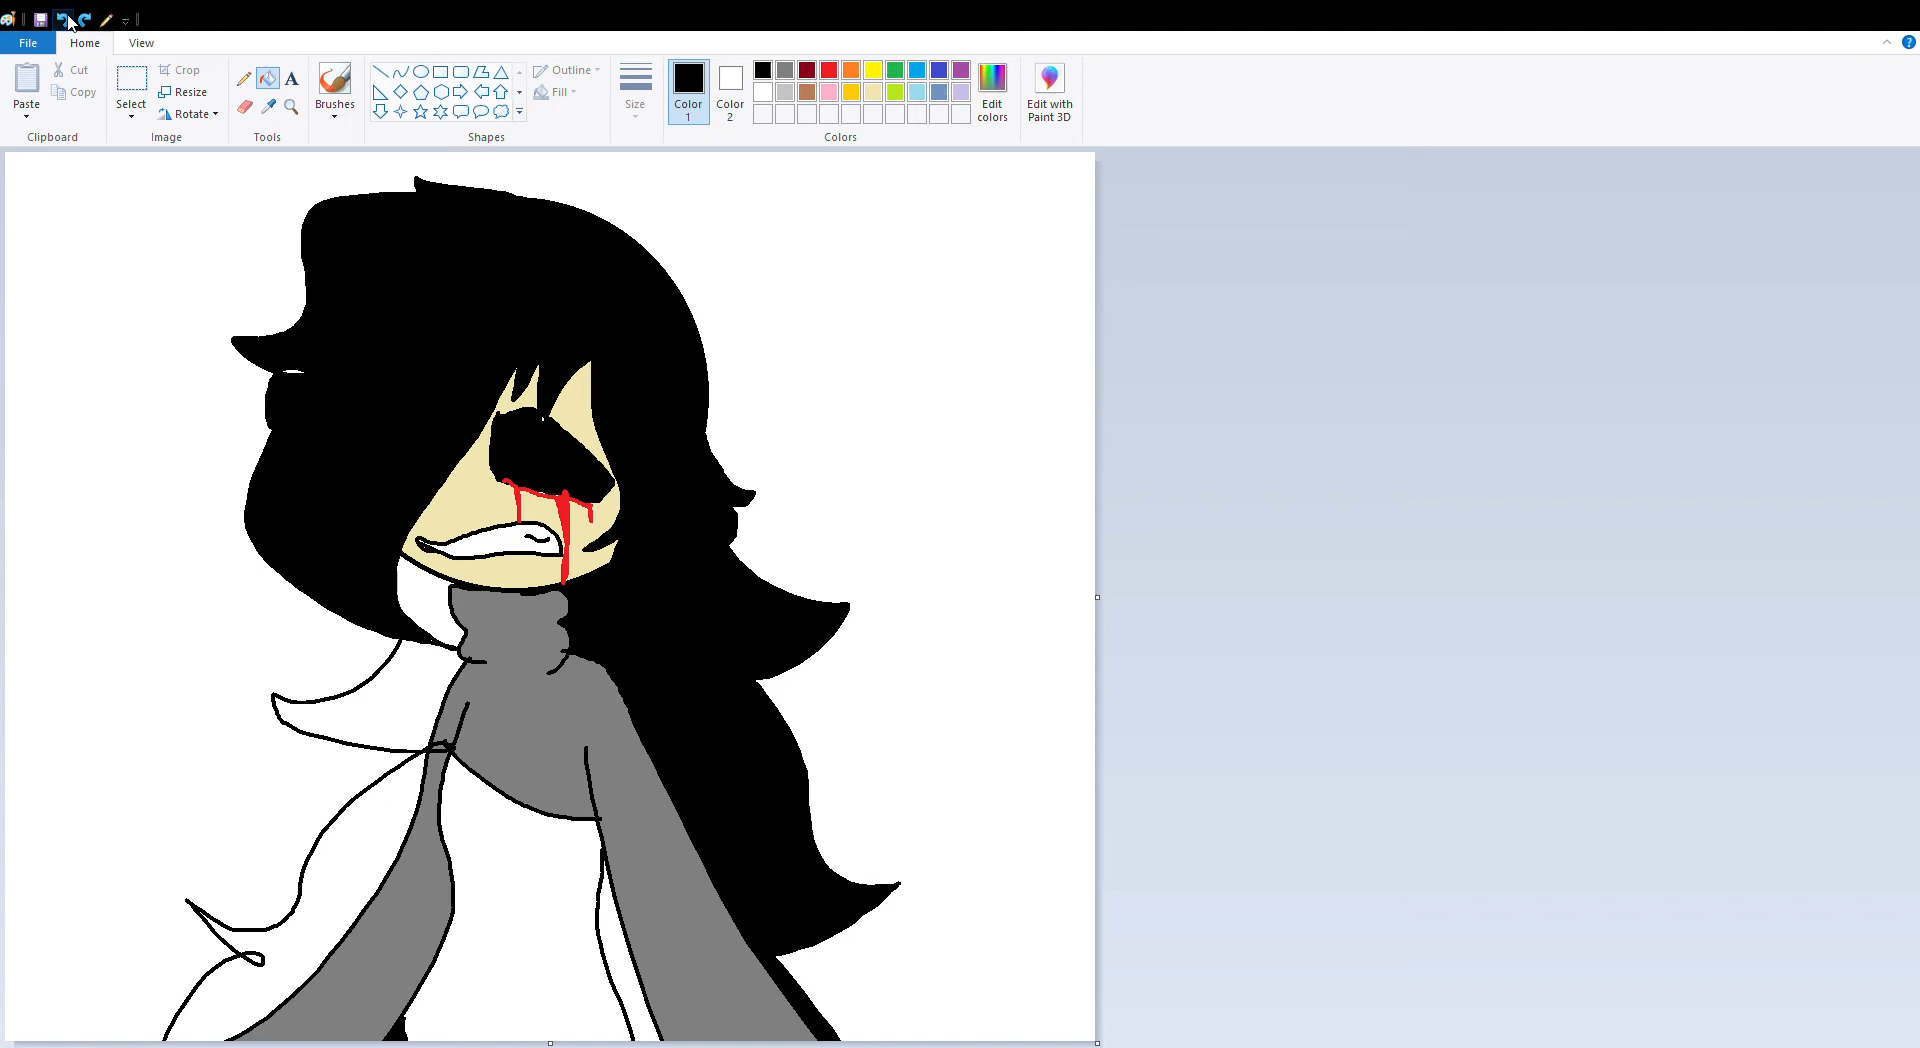 File Home View
Paste Cut Copy Select Crop Resize Rotate A Brushes Outline Fill Size Color 1 Color 2 Edit colors Edit with Paint 3D
Clipboard Image Tools Shapes Colors